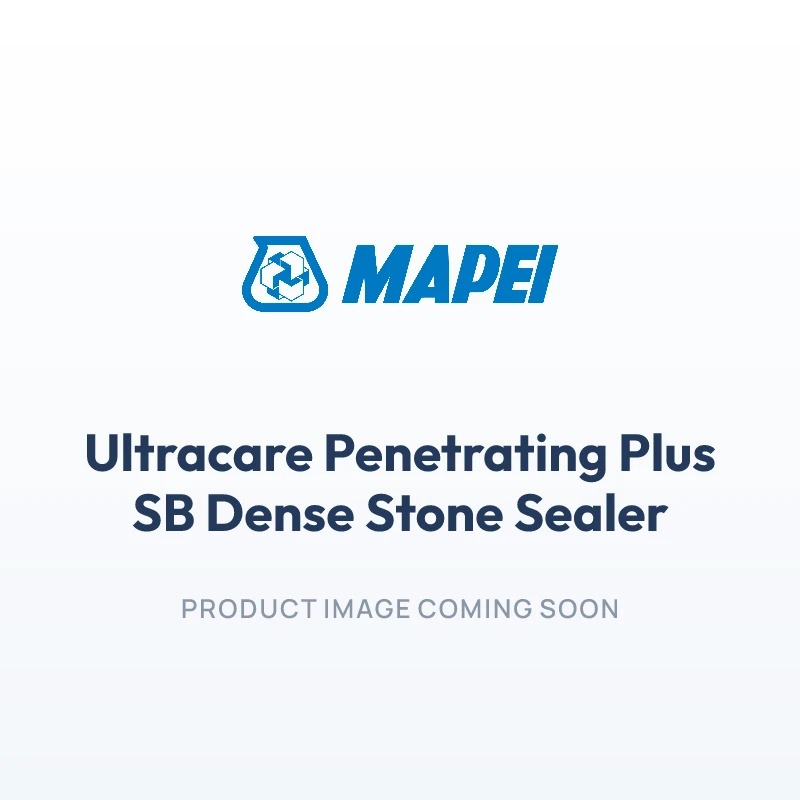 MAPEI
Ultracare Penetrating Plus
SB Dense Stone Sealer
PRODUCT IMAGE COMING SOON